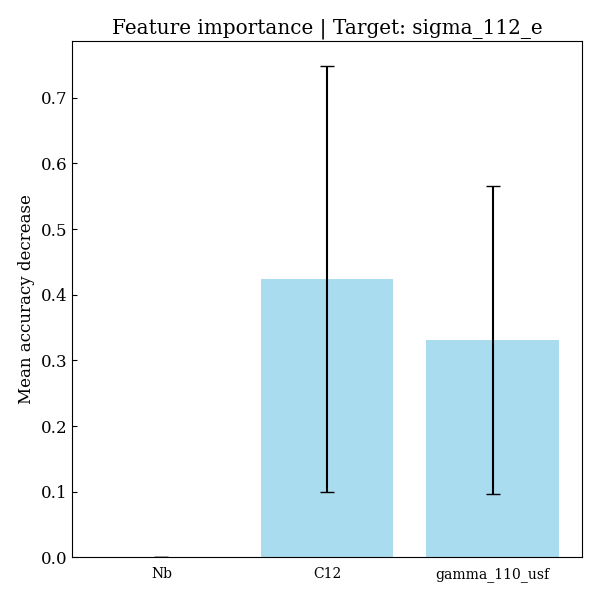 Feature importance | Target: sigma_112_e
Mean accuracy decrease
0.7
0.6
0.5
0.4
0.3
0.2
0.1
0.0
Nb
C12
gamma_110_usf